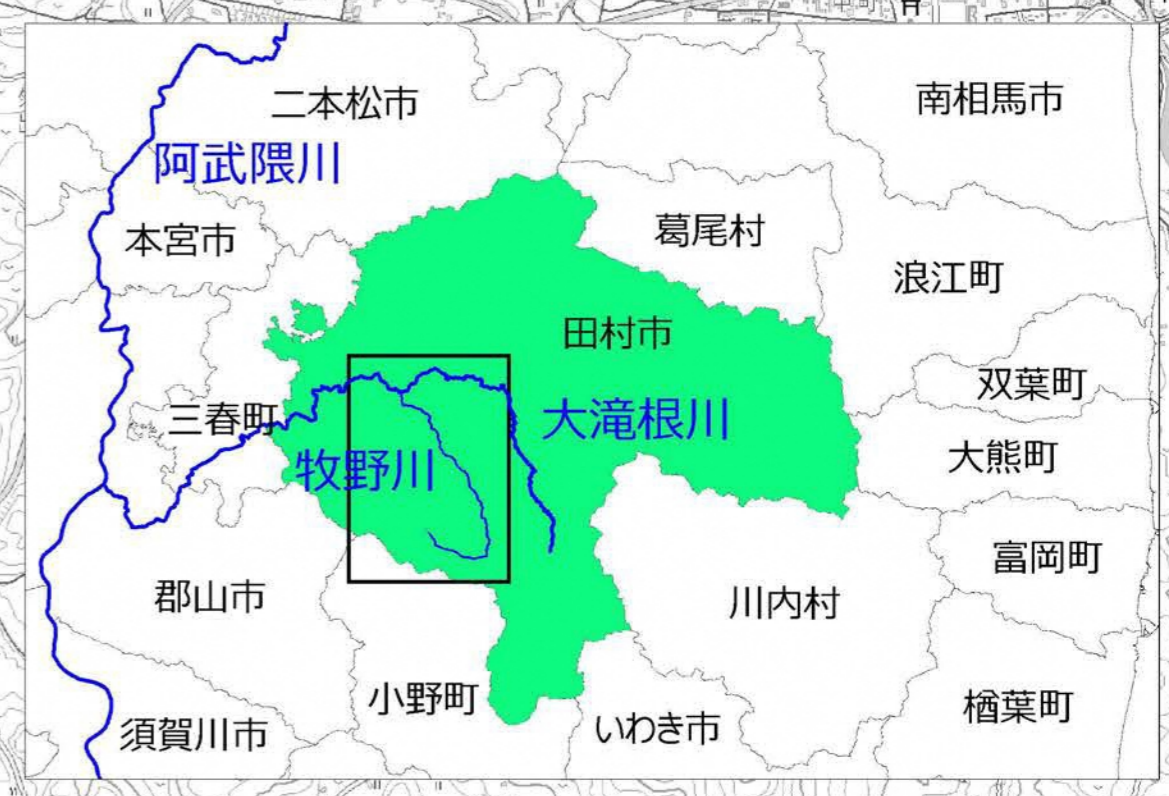 二本松市
南相馬市
阿武隈川
本宮市
葛尾村
浪江町
田村市
双葉町
三春町
大滝根川
大熊町
牧野川
富岡町
郡山市
川内村
小野町
楢葉町
須賀川市
いわき市